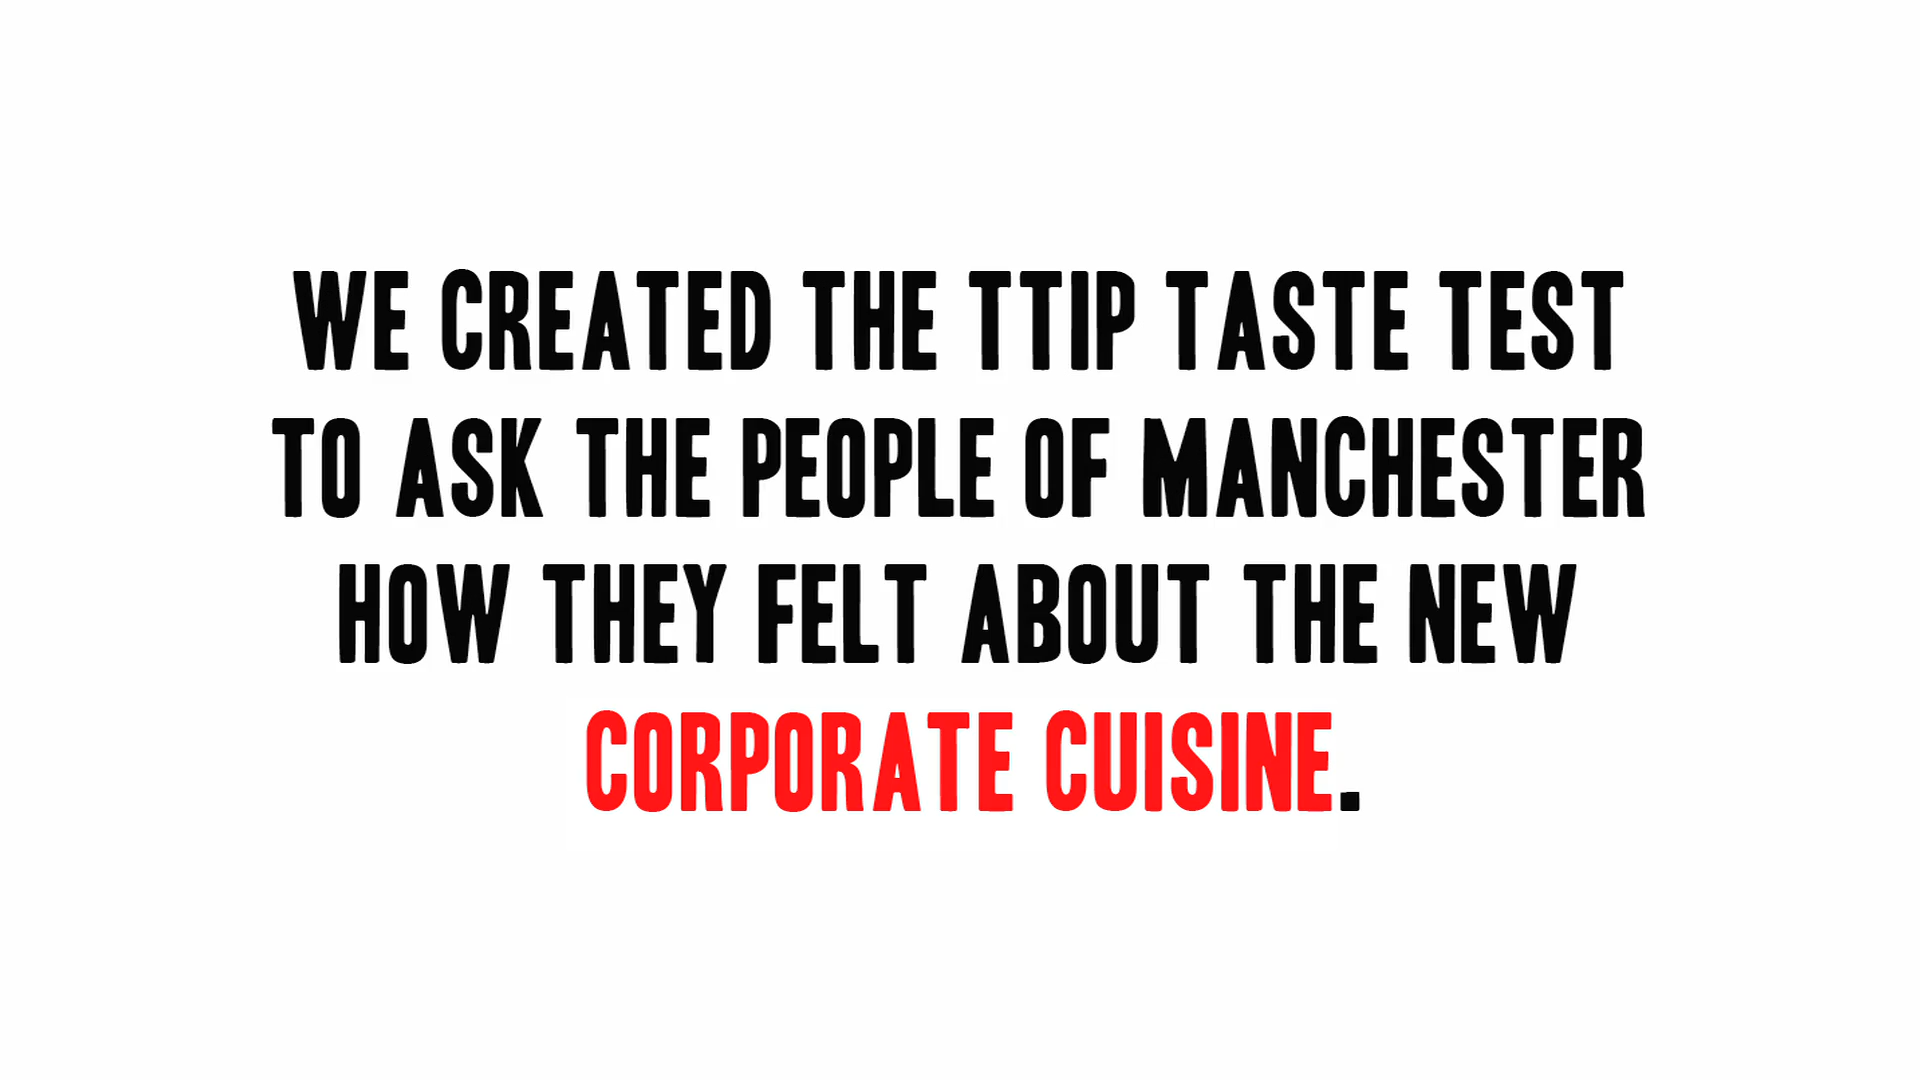 WE CREATED THE TTIP TASTE TEST
TO ASK THE PEOPLE OF MANCHESTER
HOW THEY FELT ABOUT THE NEW
CORPORATE CUISINE.